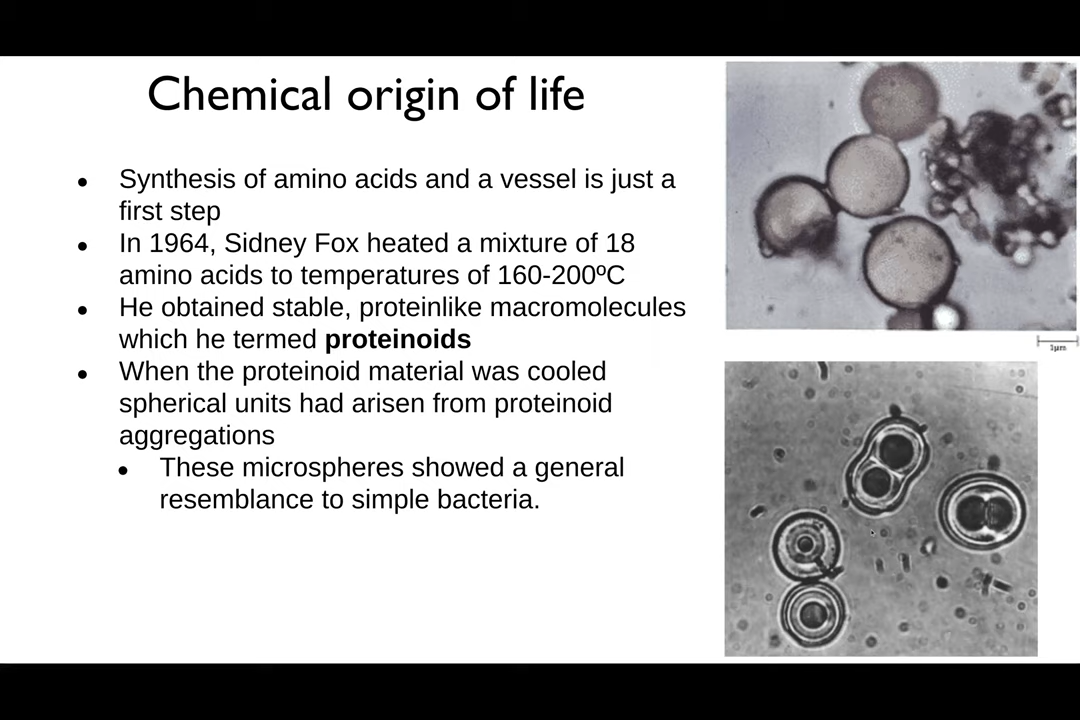 Chemical origin of life
• Synthesis of amino acids and a vessel is just a
first step
• In 1964, Sidney Fox heated a mixture of 18
amino acids to temperatures of 160-200ºC
• He obtained stable, proteinlike macromolecules
which he termed proteinoids
• When the proteinoid material was cooled
spherical units had arisen from proteinoid
aggregations
• These microspheres showed a general
resemblance to simple bacteria.
1µm